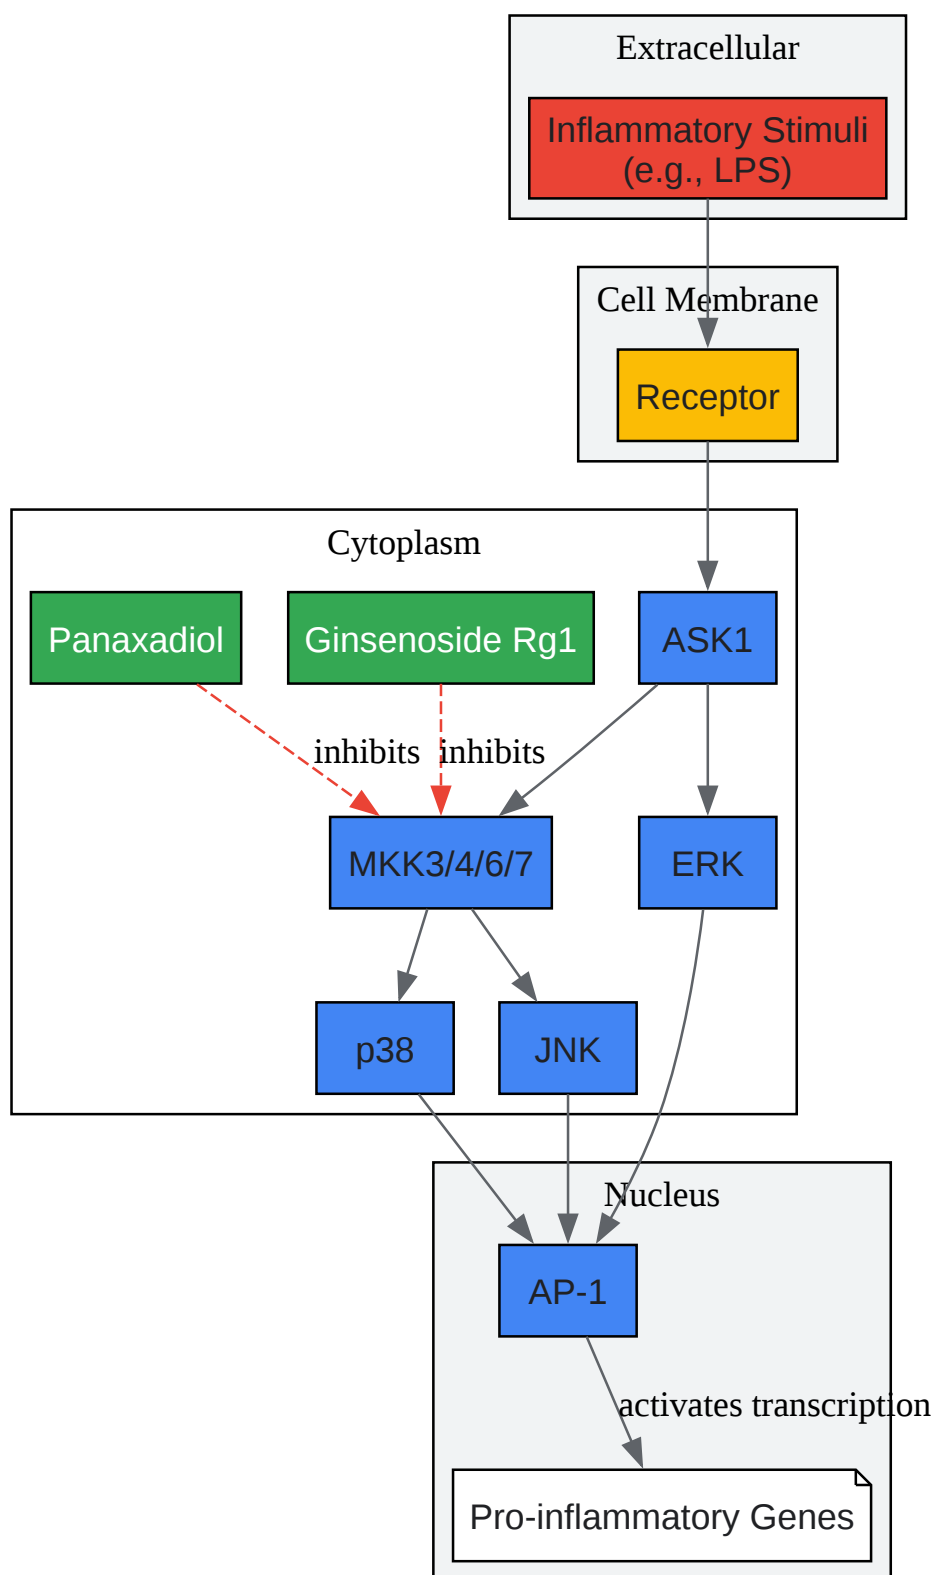 Extracellular
Inflammatory Stimuli
(e.g., LPS)
Cell Membrane
Receptor
Cytoplasm
Panaxadiol
Ginsenoside Rg1
ASK1
inhibits
inhibits
MKK3/4/6/7
ERK
p38
JNK
Nucleus
AP-1
activates transcription
Pro-inflammatory Genes